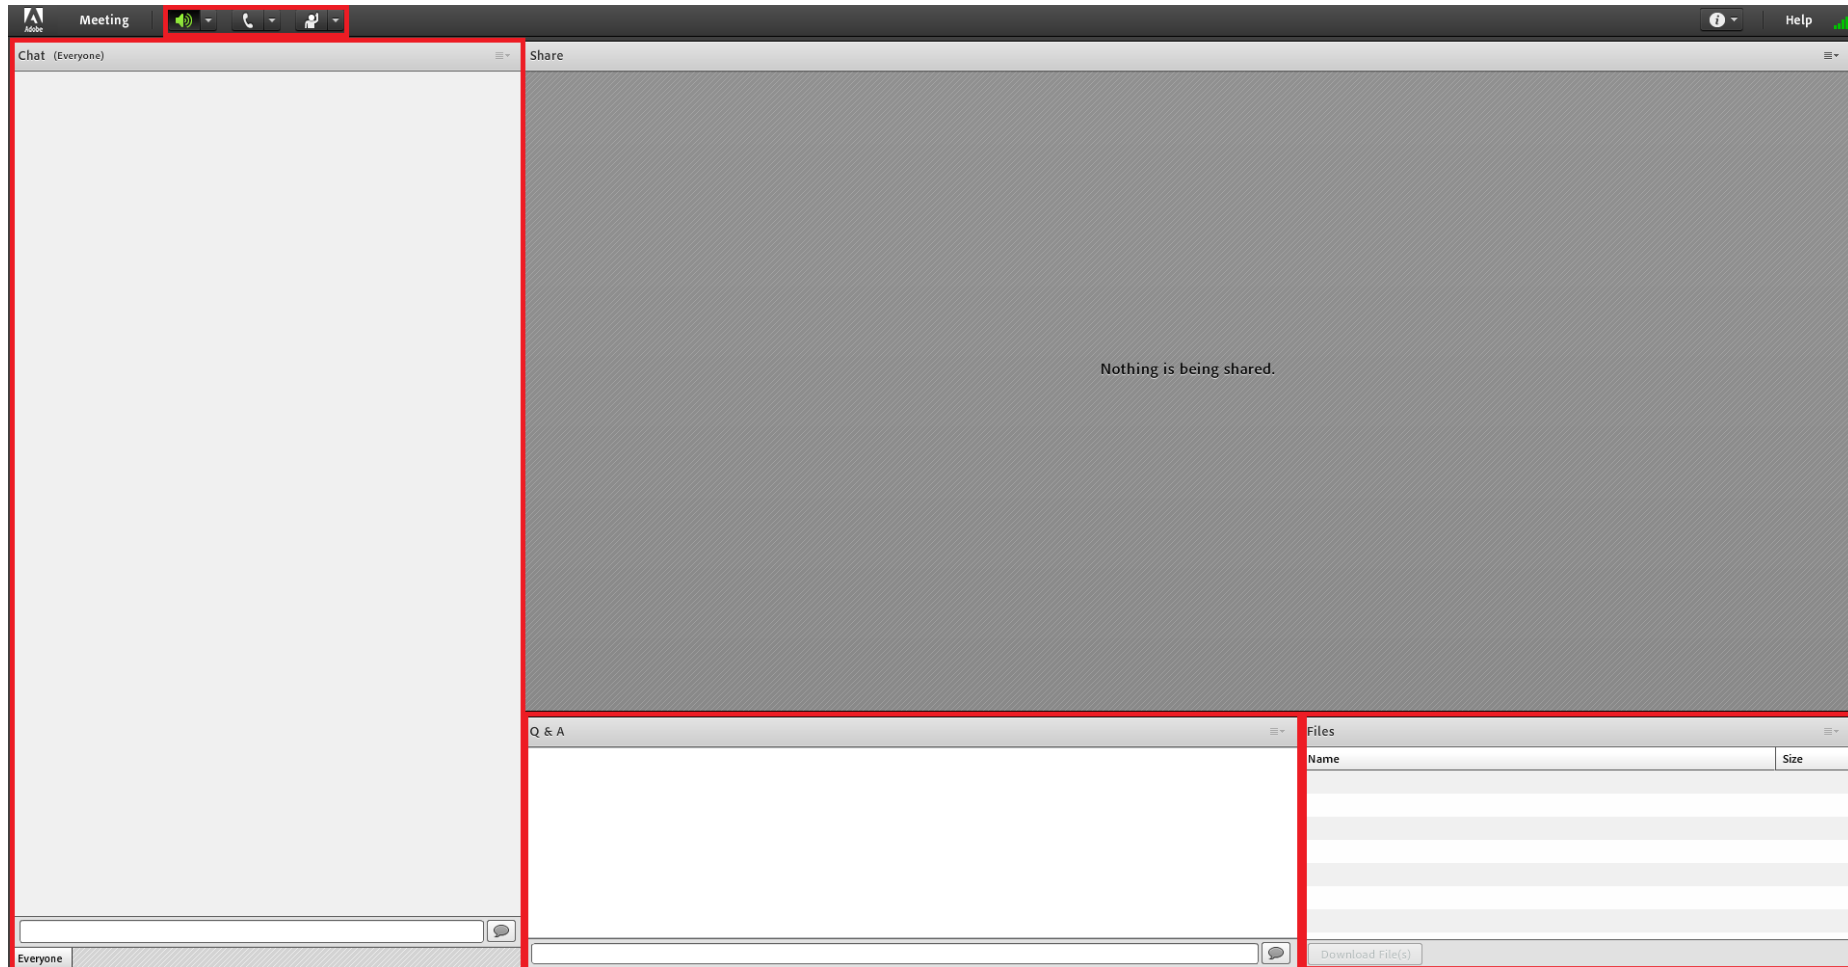 Adobe
Meeting
Help
Chat (Everyone)
Share
Nothing is being shared.
Q & A
Files
Name Size
Everyone
Download File(s)